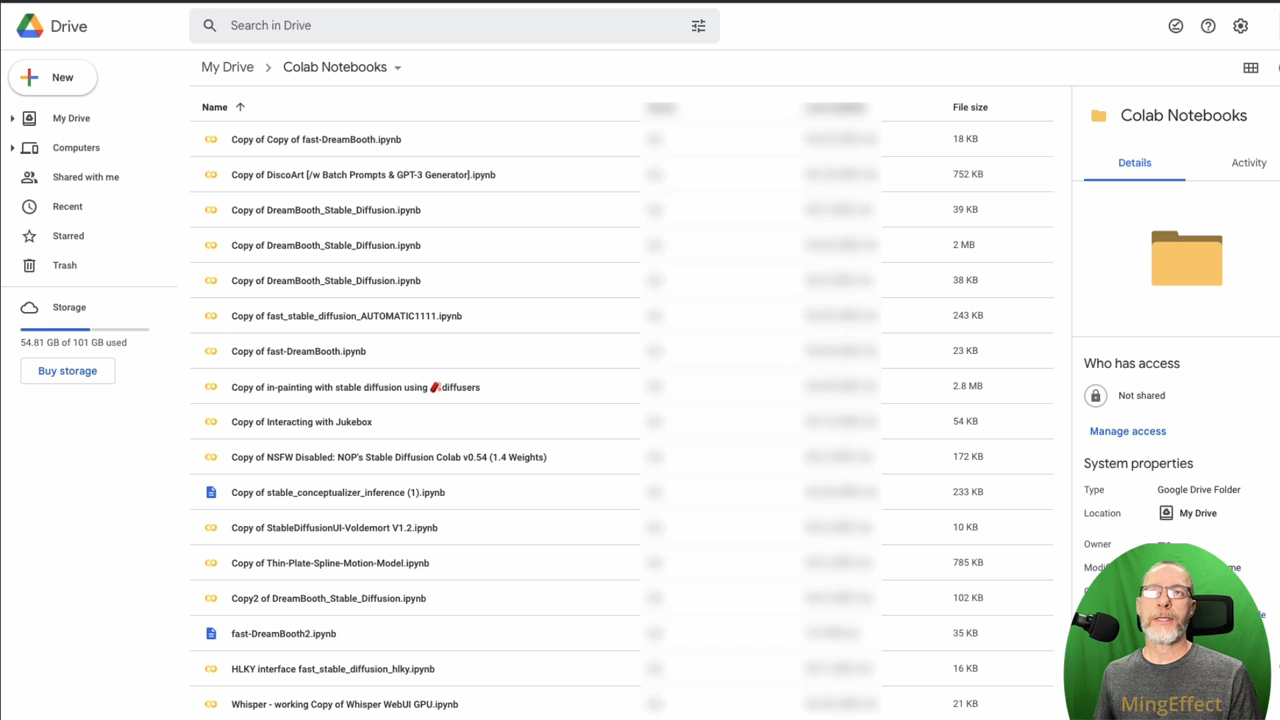 Drive
Search in Drive
New
My Drive
Computers
Shared with me
Recent
Starred
Trash
Storage
54.81 GB of 101 GB used
Buy storage
My Drive > Colab Notebooks
Name File size
Copy of Copy of fast-DreamBooth.ipynb 18 KB
Copy of DiscoArt [/w Batch Prompts & GPT-3 Generator].ipynb 752 KB
Copy of DreamBooth_Stable_Diffusion.ipynb 39 KB
Copy of DreamBooth_Stable_Diffusion.ipynb 2 MB
Copy of DreamBooth_Stable_Diffusion.ipynb 38 KB
Copy of fast_stable_diffusion_AUTOMATIC1111.ipynb 243 KB
Copy of fast-DreamBooth.ipynb 23 KB
Copy of in-painting with stable diffusion using 🧨diffusers 2.8 MB
Copy of Interacting with Jukebox 54 KB
Copy of NSFW Disabled: NOP's Stable Diffusion Colab v0.54 (1.4 Weights) 172 KB
Copy of stable_conceptualizer_inference (1).ipynb 233 KB
Copy of StableDiffusionUI-Voldemort V1.2.ipynb 10 KB
Copy of Thin-Plate-Spline-Motion-Model.ipynb 785 KB
Copy2 of DreamBooth_Stable_Diffusion.ipynb 102 KB
fast-DreamBooth2.ipynb 35 KB
HLKY interface fast_stable_diffusion_hlky.ipynb 16 KB
Whisper - working Copy of Whisper WebUI GPU.ipynb 21 KB
Colab Notebooks
Details Activity
Who has access
Not shared
Manage access
System properties
Type Google Drive Folder
Location My Drive
Owner me
MingEffect